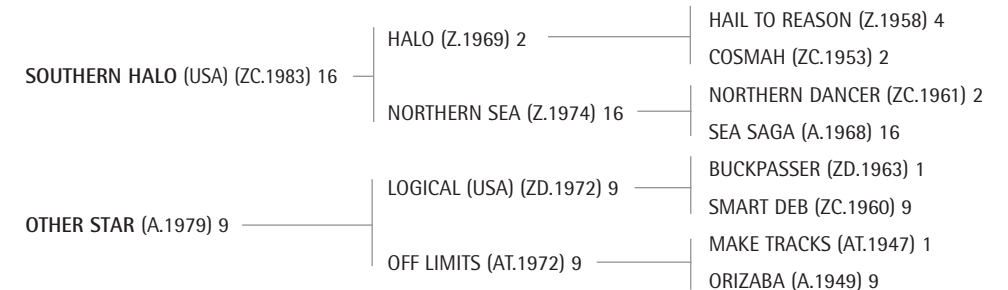 HAIL TO REASON (Z.1958) 4
HALO (Z.1969) 2
COSMAH (ZC.1953) 2
SOUTHERN HALO (USA) (ZC.1983) 16
NORTHERN DANCER (ZC.1961) 2
NORTHERN SEA (Z.1974) 16
SEA SAGA (A.1968) 16
BUCKPASSER (ZD.1963) 1
LOGICAL (USA) (ZD.1972) 9
SMART DEB (ZC.1960) 9
OTHER STAR (A.1979) 9
MAKE TRACKS (AT.1947) 1
OFF LIMITS (AT.1972) 9
ORIZABA (A.1949) 9